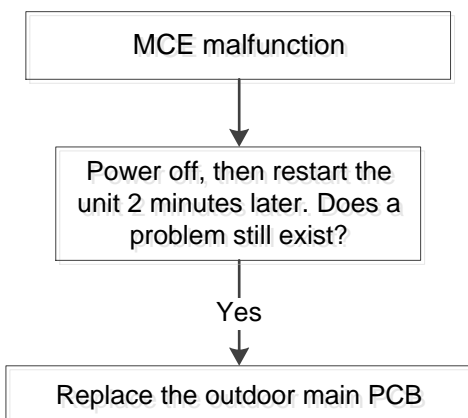 MCE malfunction
Power off, then restart the
unit 2 minutes later. Does a
problem still exist?
Yes
Replace the outdoor main PCB